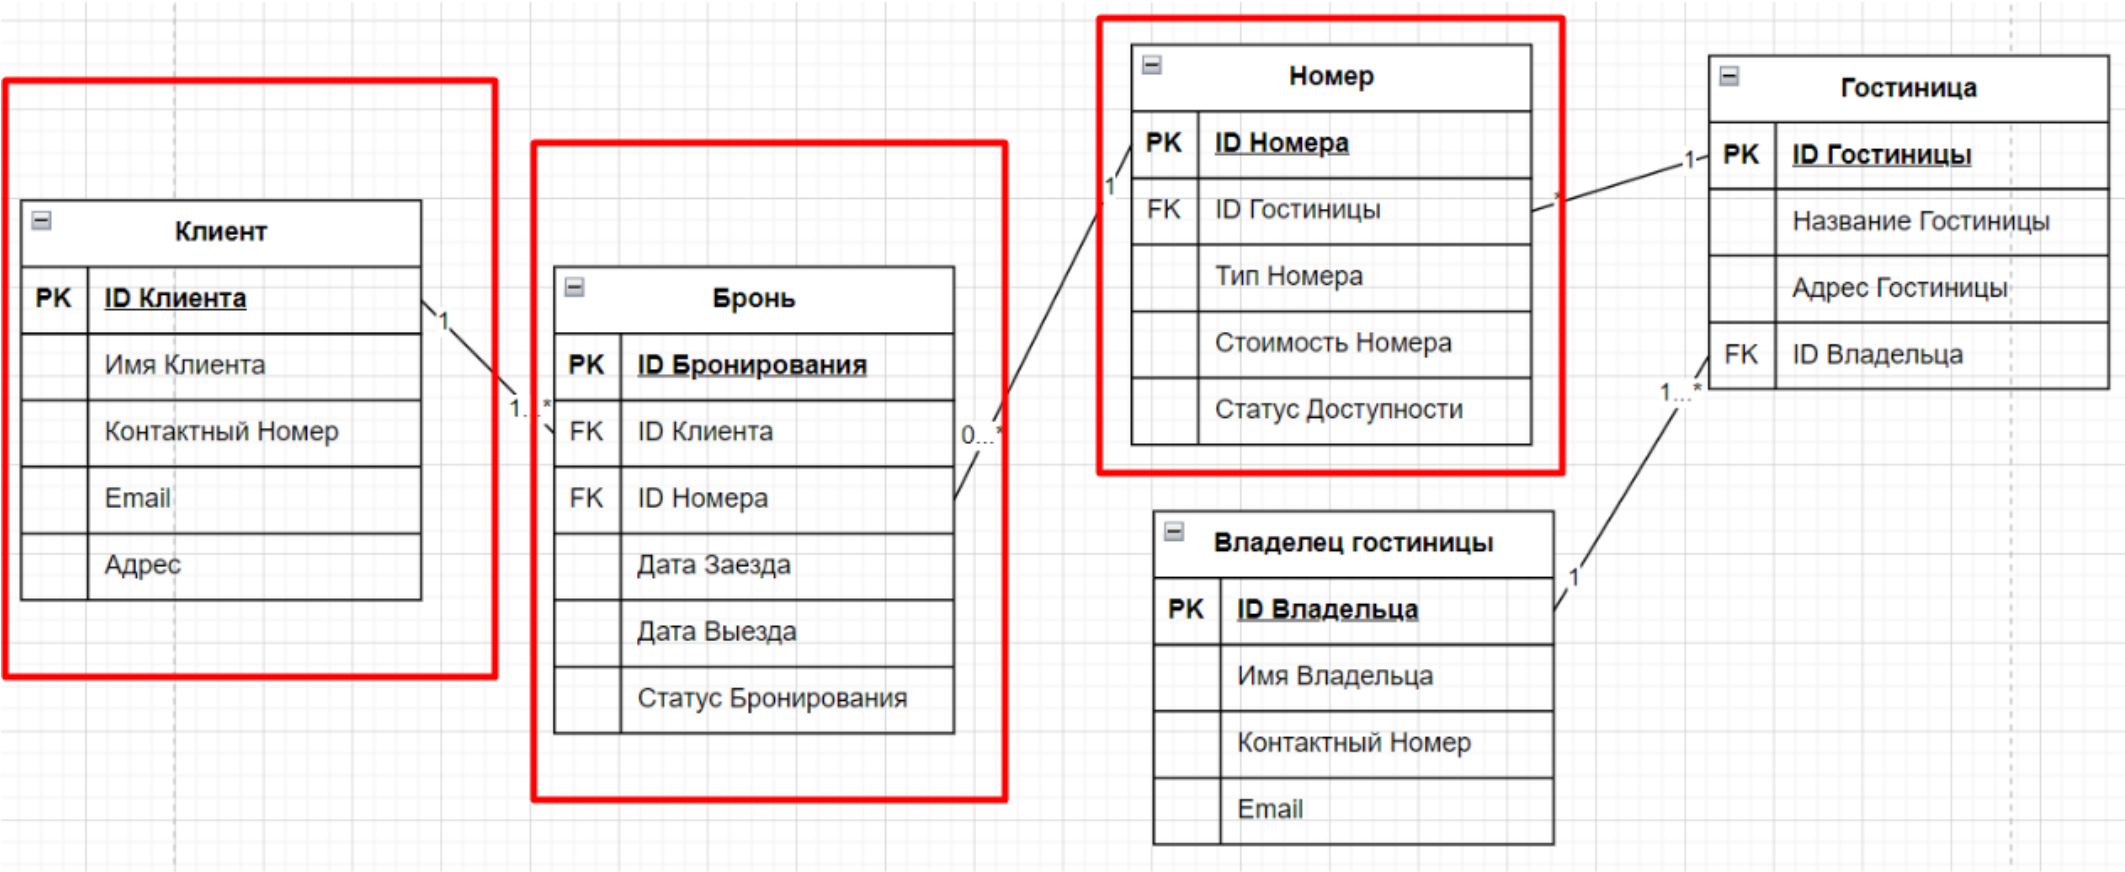 Клиент
PK ID Клиента
Имя Клиента
Контактный Номер
Email
Адрес
1
1...*
Бронь
PK ID Бронирования
FK ID Клиента
FK ID Номера
Дата Заезда
Дата Выезда
Статус Бронирования
0...*
1
Номер
PK ID Номера
FK ID Гостиницы
Тип Номера
Стоимость Номера
Статус Доступности
*
1
Гостиница
PK ID Гостиницы
Название Гостиницы
Адрес Гостиницы
FK ID Владельца
1...*
1
Владелец гостиницы
PK ID Владельца
Имя Владельца
Контактный Номер
Email